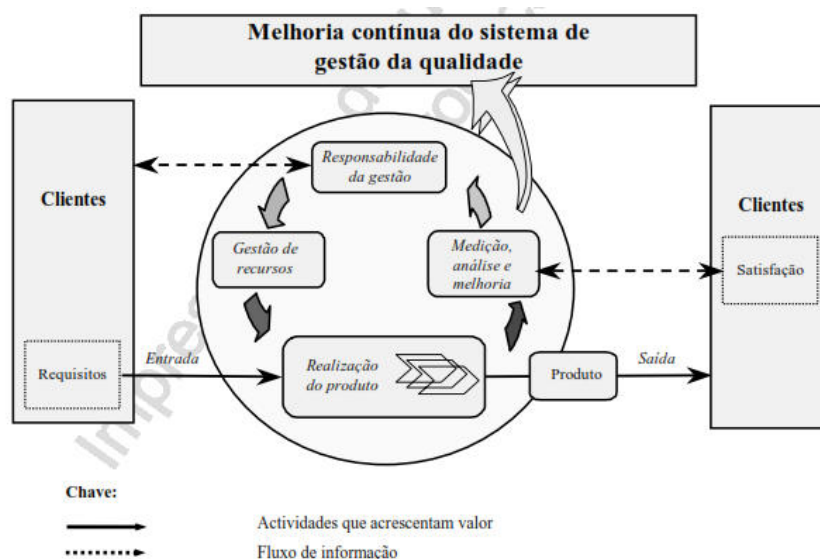 Melhoria contínua do sistema de
gestão da qualidade
Clientes
Requisitos
Entrada
Responsabilidade
da gestão
Gestão de
recursos
Medição,
análise e
melhoria
Realização
do produto
Produto
Saída
Clientes
Satisfação
Chave:
Actividades que acrescentam valor
Fluxo de informação